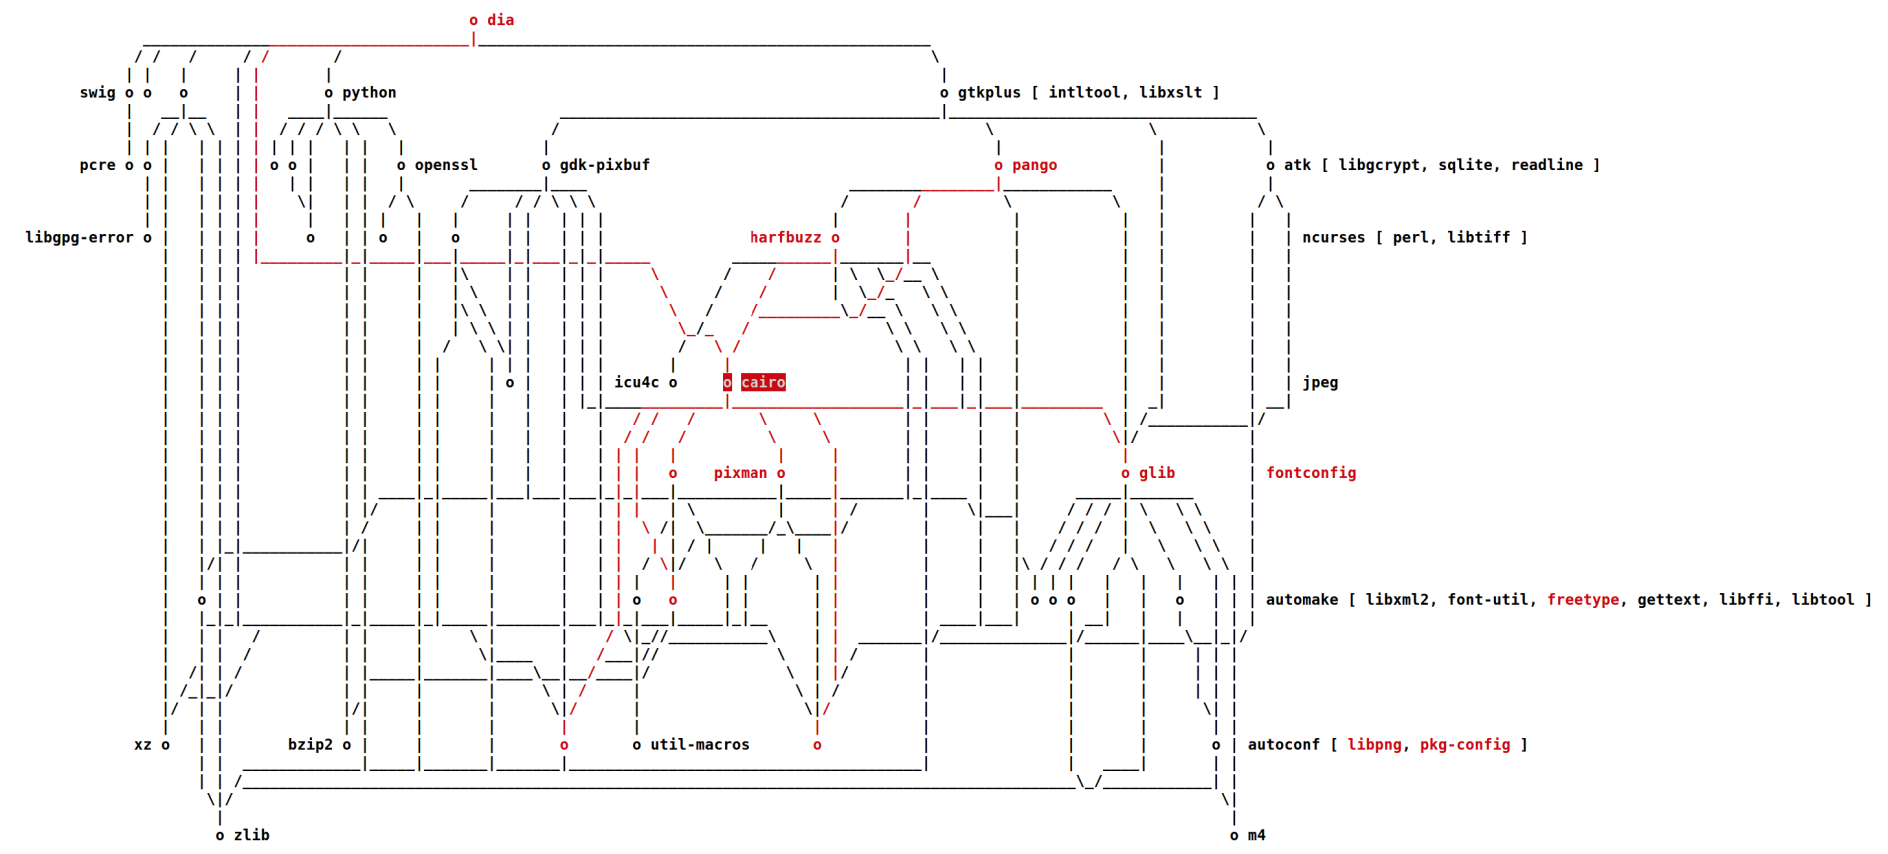 o dia
swig o o o o python o gtkplus [ intltool, libxslt ]
pcre o o o o o openssl o gdk-pixbuf o pango o atk [ libgcrypt, sqlite, readline ]
libgpg-error o o o o harfbuzz o ncurses [ perl, libtiff ]
o icu4c o o cairo jpeg
o pixman o o glib fontconfig
o o o o o o o automake [ libxml2, font-util, freetype, gettext, libffi, libtool ]
xz o bzip2 o o o util-macros o o autoconf [ libpng, pkg-config ]
o zlib o m4